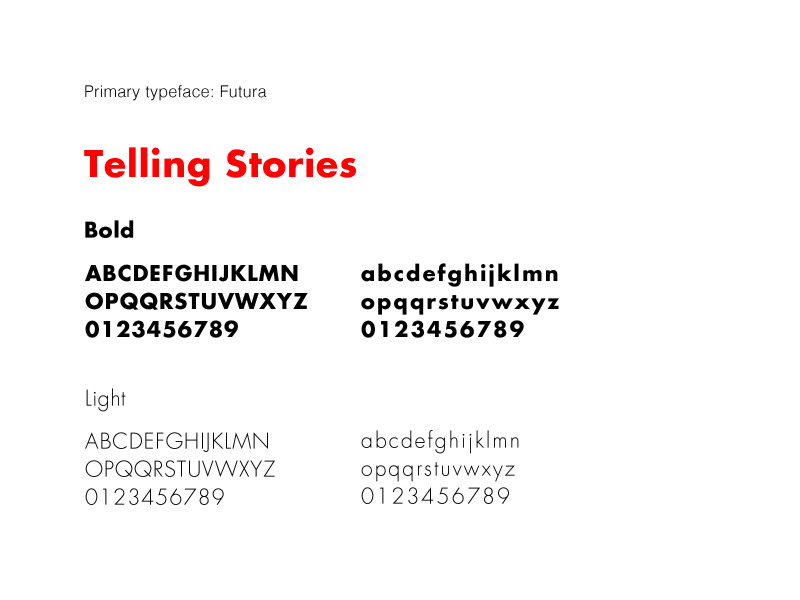 Primary typeface: Futura
Telling Stories
Bold
ABCDEFGHIJKLMN
OPQQRSTUVWXYZ
0123456789
abcdefghijklmn
opqqrstuvwxyz
0123456789
Light
ABCDEFGHIJKLMN
OPQQRSTUVWXYZ
0123456789
abcdefghijklmn
opqqrstuvwxyz
0123456789